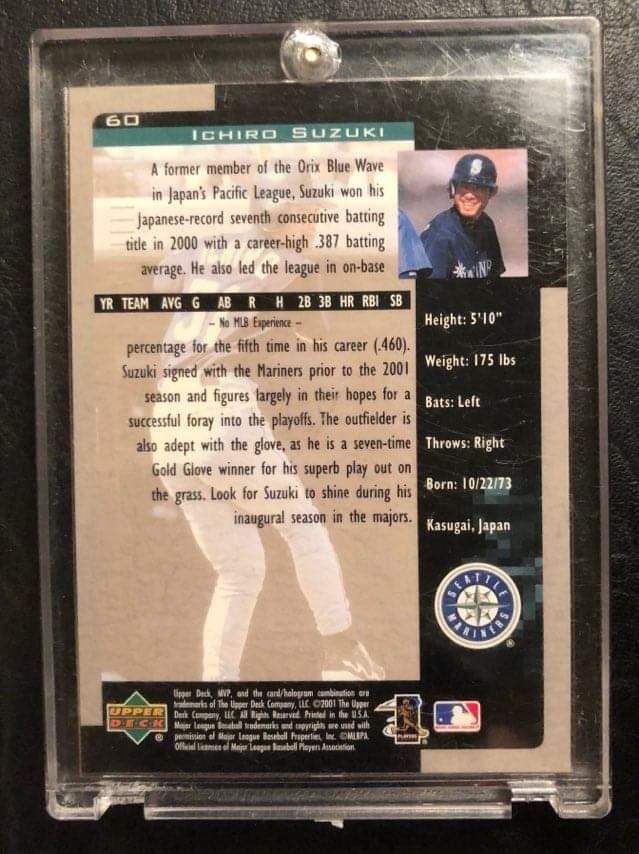 60
ICHIRO SUZUKI
A former member of the Orix Blue Wave
in Japan's Pacific League, Suzuki won his
Japanese-record seventh consecutive batting
title in 2000 with a career-high .387 batting
average. He also led the league in on-base
YR TEAM AVG G AB R H 2B 3B HR RBI SB
– No MLB Experience –
percentage for the fifth time in his career (.460).
Suzuki signed with the Mariners prior to the 2001
season and figures largely in their hopes for a
successful foray into the playoffs. The outfielder is
also adept with the glove, as he is a seven-time
Gold Glove winner for his superb play out on
the grass. Look for Suzuki to shine during his
inaugural season in the majors.
Height: 5'10"
Weight: 175 lbs
Bats: Left
Throws: Right
Born: 10/22/73
Kasugai, Japan
SEATTLE
MARINERS
®
UPPER
DECK
®
Upper Deck, MVP, and the card/hologram combination are
trademarks of The Upper Deck Company, LLC. ©2001 The Upper
Deck Company, LLC. All Rights Reserved. Printed in the U.S.A.
Major League Baseball trademarks and copyrights are used with
permission of Major League Baseball Properties, Inc. ©MLBPA
Official Licensee of Major League Baseball Players Association.
PLAYERS